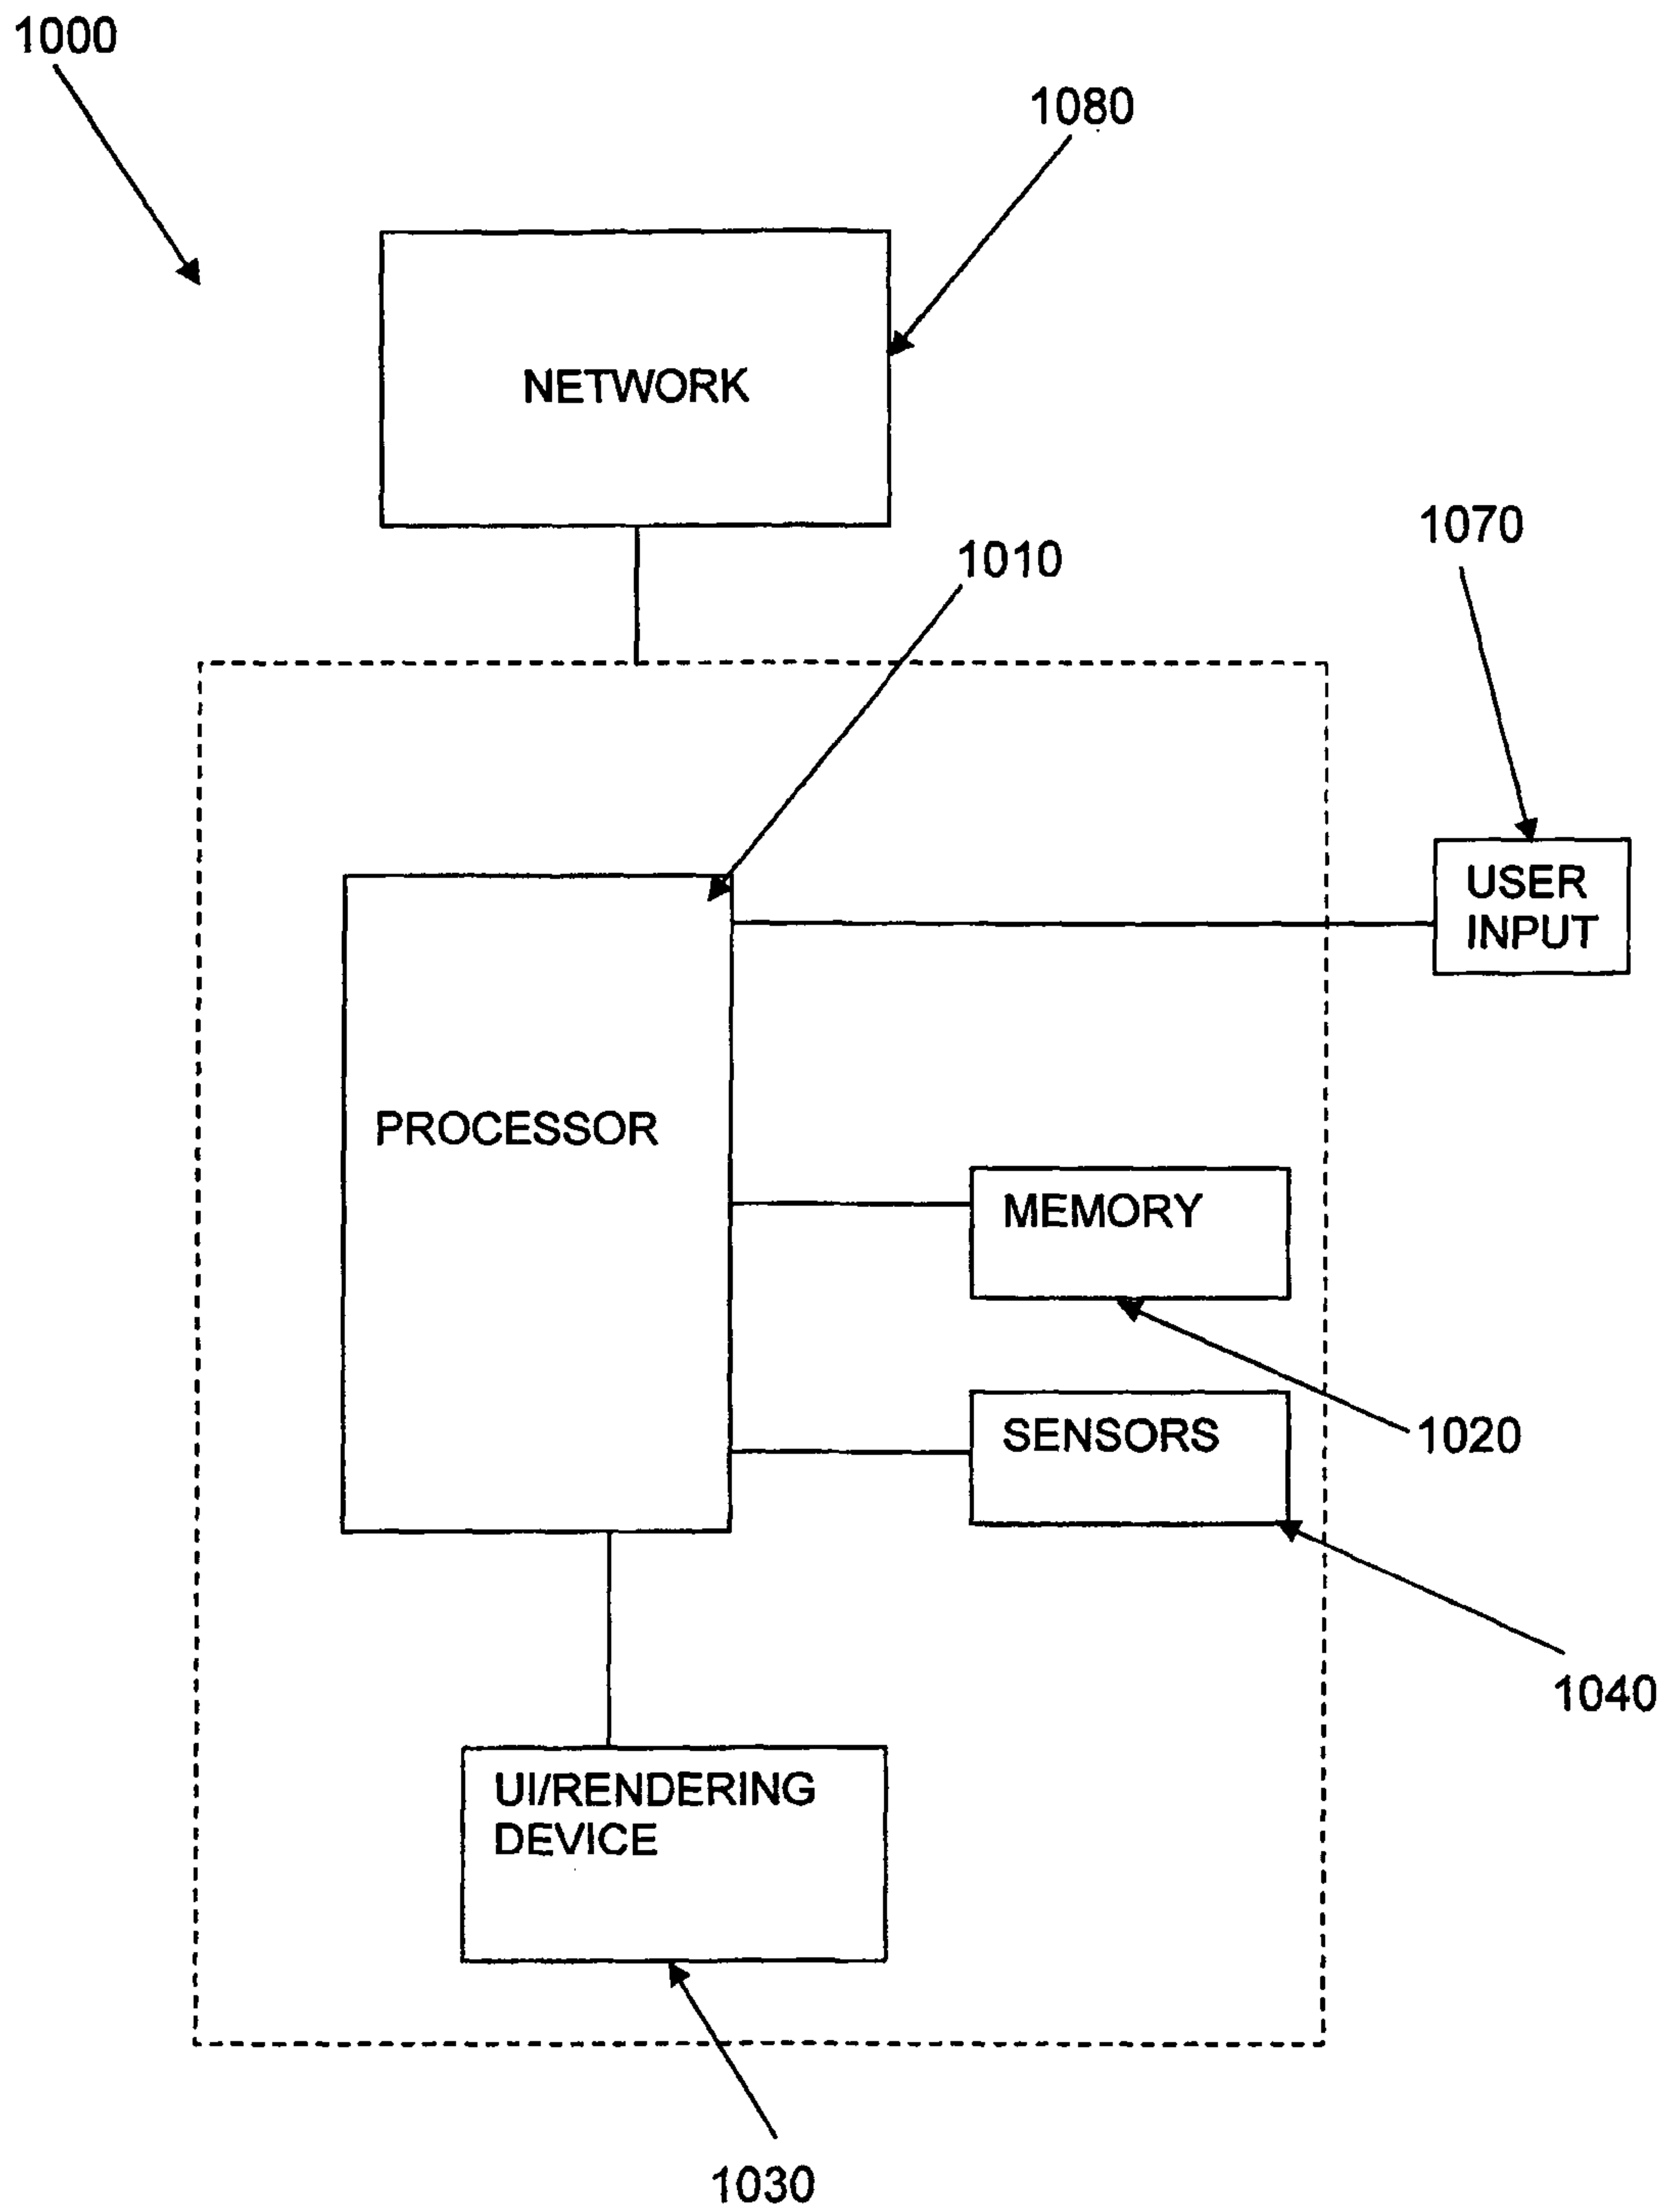 1000
1080
NETWORK
1070
1010
USER
INPUT
PROCESSOR
MEMORY
SENSORS
1020
1040
UI/RENDERING
DEVICE
1030